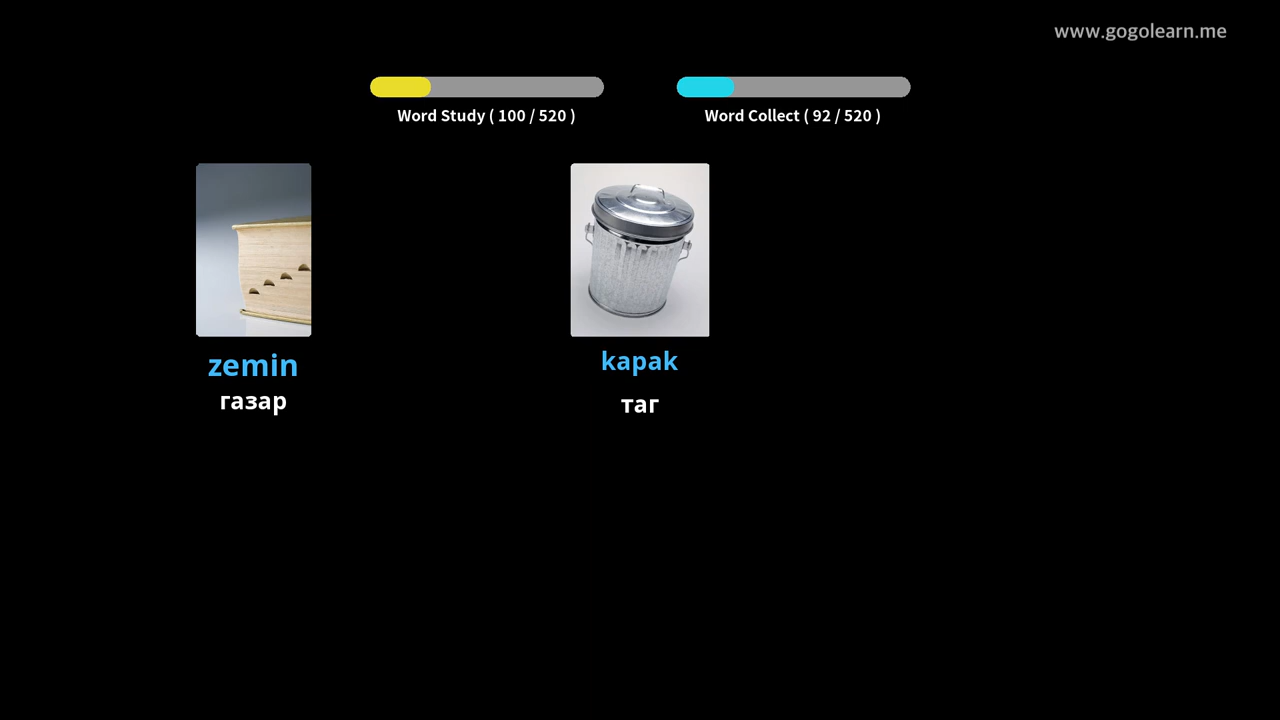 www.gogolearn.me
Word Study ( 100 / 520 )
Word Collect ( 92 / 520 )
zemin
газар
kapak
таг